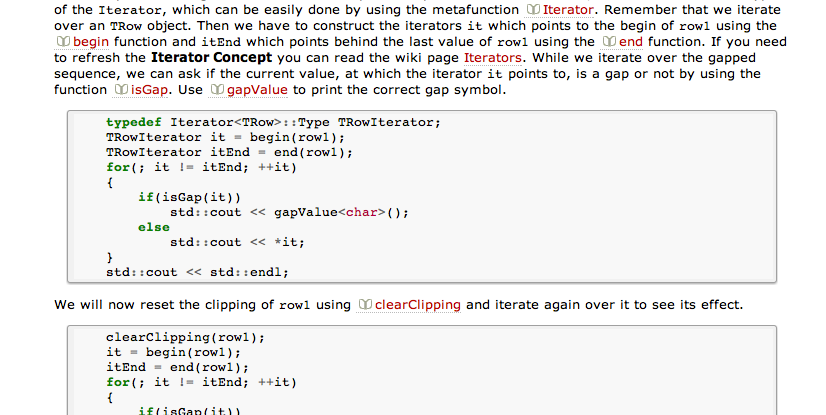 of the Iterator, which can be easily done by using the metafunction Iterator. Remember that we iterate
over an TRow object. Then we have to construct the iterators it which points to the begin of row1 using the
begin function and itEnd which points behind the last value of row1 using the end function. If you need
to refresh the Iterator Concept you can read the wiki page Iterators. While we iterate over the gapped
sequence, we can ask if the current value, at which the iterator it points to, is a gap or not by using the
function isGap. Use gapValue to print the correct gap symbol.
typedef Iterator<TRow>::Type TRowIterator;
TRowIterator it = begin(row1);
TRowIterator itEnd = end(row1);
for(; it != itEnd; ++it)
{
if(isGap(it))
std::cout << gapValue<char>();
else
std::cout << *it;
}
std::cout << std::endl;
We will now reset the clipping of row1 using clearClipping and iterate again over it to see its effect.
clearClipping(row1);
it = begin(row1);
itEnd = end(row1);
for(; it != itEnd; ++it)
{
if(isGap(it))